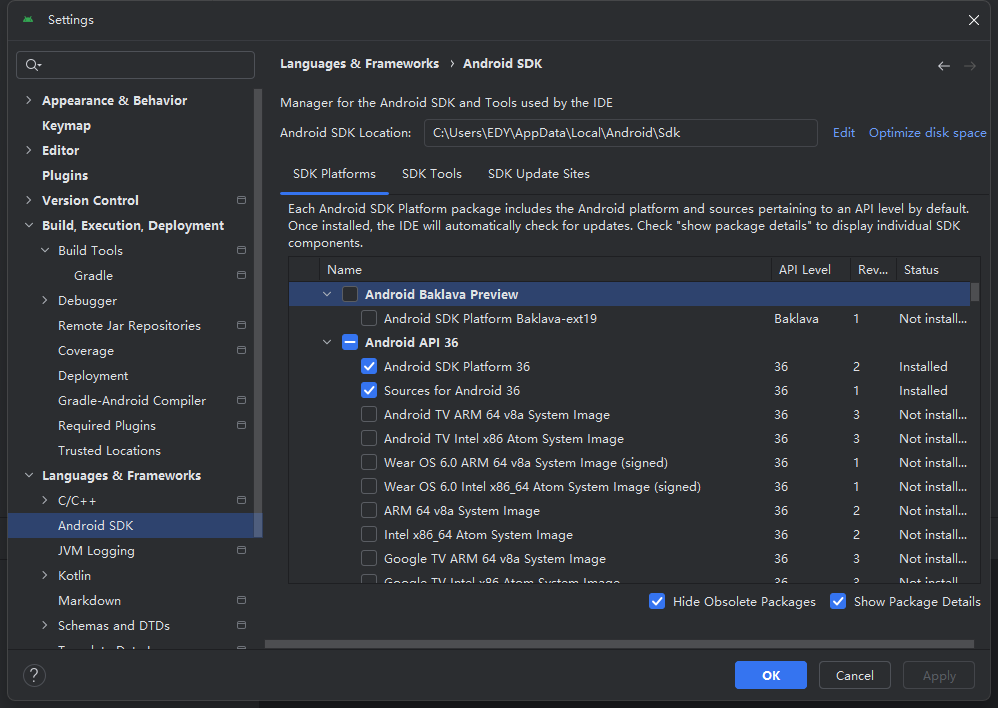 Settings
Languages & Frameworks › Android SDK
Manager for the Android SDK and Tools used by the IDE
Android SDK Location: C:\Users\EDY\AppData\Local\Android\Sdk Edit Optimize disk space
Appearance & Behavior
Keymap
Editor
Plugins
Version Control
Build, Execution, Deployment
Build Tools
Gradle
Debugger
Remote Jar Repositories
Coverage
Deployment
Gradle-Android Compiler
Required Plugins
Trusted Locations
Languages & Frameworks
C/C++
Android SDK
JVM Logging
Kotlin
Markdown
Schemas and DTDs
SDK Platforms SDK Tools SDK Update Sites
Each Android SDK Platform package includes the Android platform and sources pertaining to an API level by default.
Once installed, the IDE will automatically check for updates. Check "show package details" to display individual SDK
components.
Name API Level Rev... Status
Android Baklava Preview
Android SDK Platform Baklava-ext19 Baklava 1 Not install...
Android API 36
Android SDK Platform 36 36 2 Installed
Sources for Android 36 36 1 Installed
Android TV ARM 64 v8a System Image 36 3 Not install...
Android TV Intel x86 Atom System Image 36 3 Not install...
Wear OS 6.0 ARM 64 v8a System Image (signed) 36 1 Not install...
Wear OS 6.0 Intel x86_64 Atom System Image (signed) 36 1 Not install...
ARM 64 v8a System Image 36 2 Not install...
Intel x86_64 Atom System Image 36 2 Not install...
Google TV ARM 64 v8a System Image 36 3 Not install...
Google TV Intel x86 Atom System Image 36 3 Not install...
Hide Obsolete Packages Show Package Details
? OK Cancel Apply